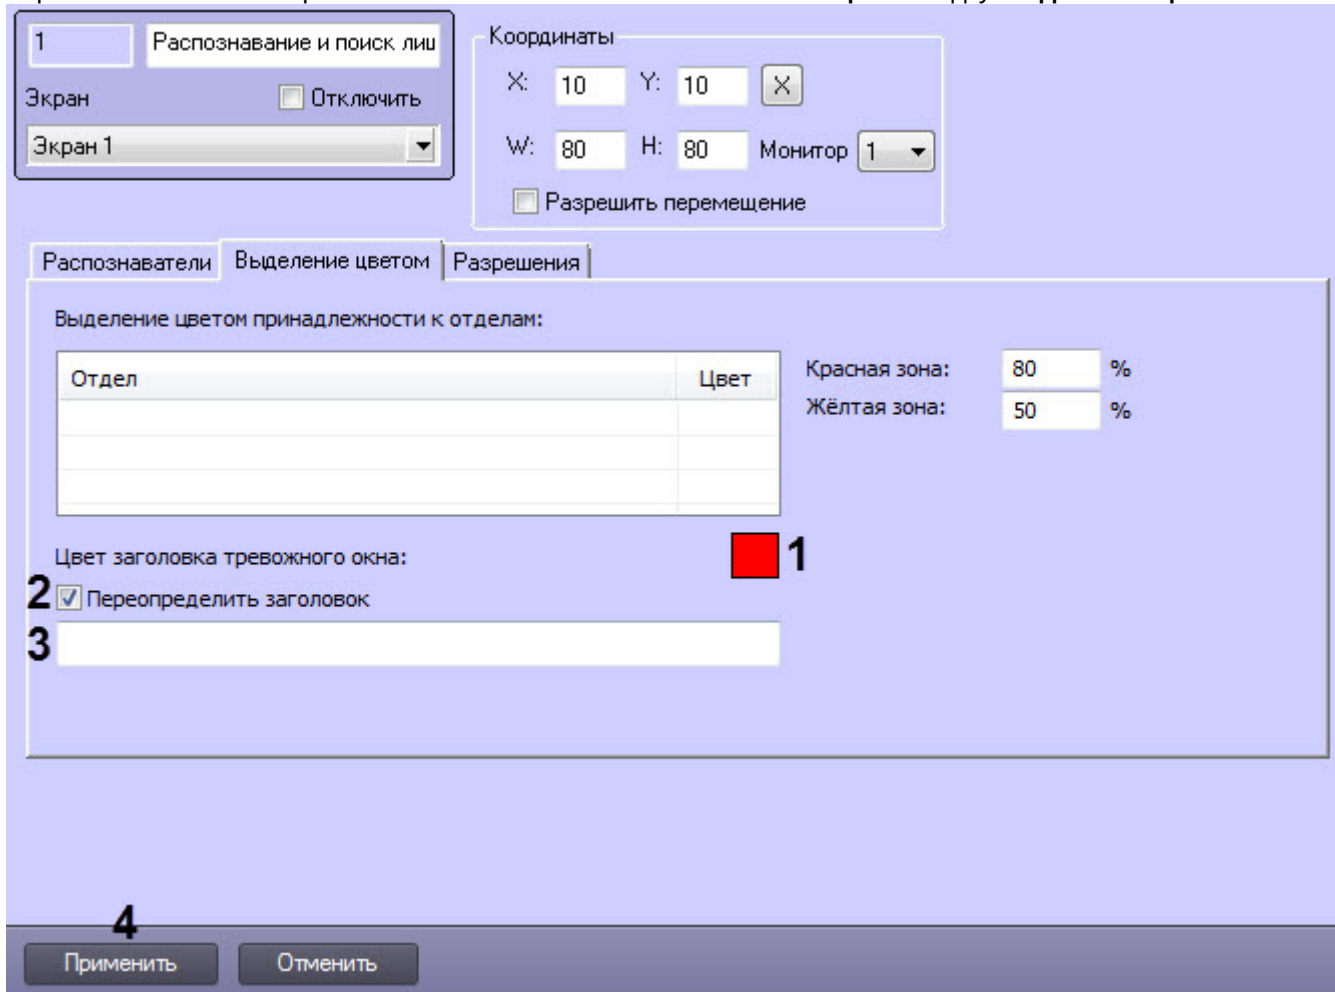 1 Распознавание и поиск лиц
Экран Отключить
Экран 1
Координаты
X: 10 Y: 10 X
W: 80 H: 80 Монитор 1
Разрешить перемещение
Распознаватели Выделение цветом Разрешения
Выделение цветом принадлежности к отделам:
Отдел Цвет
Красная зона: 80 %
Жёлтая зона: 50 %
Цвет заголовка тревожного окна: 1
2 Переопределить заголовок
3
4
Применить Отменить